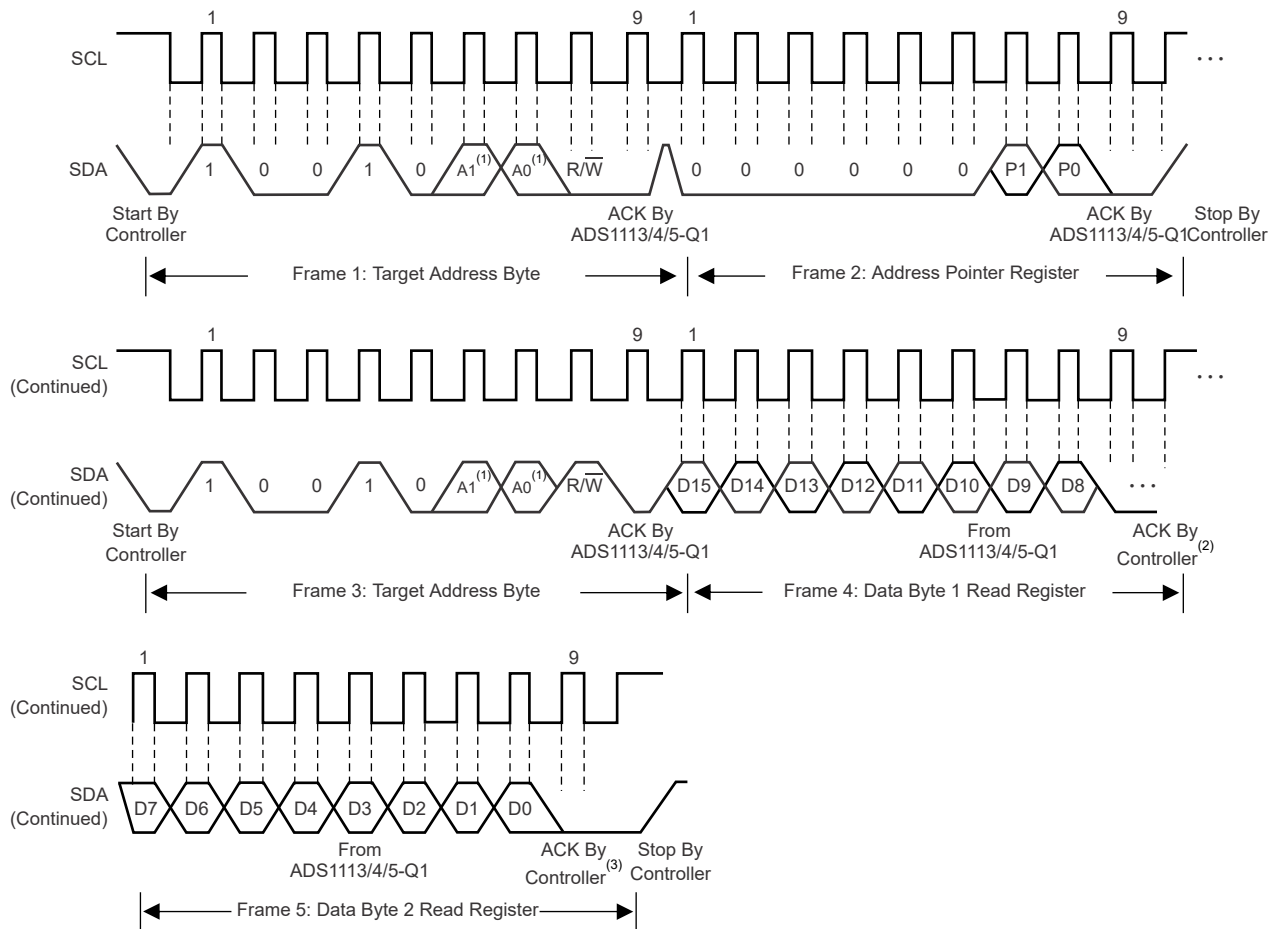 1 9 1 9
SCL
...
SDA
1 0 0 1 0 A1(1) A0(1) R/W 0 0 0 0 0 0 P1 P0
Start By
Controller
ACK By
ADS1113/4/5-Q1
ACK By
ADS1113/4/5-Q1
Stop By
Controller
Frame 1: Target Address Byte
Frame 2: Address Pointer Register
1 9 1 9
SCL
(Continued)
...
SDA
(Continued)
1 0 0 1 0 A1(1) A0(1) R/W D15 D14 D13 D12 D11 D10 D9 D8 ...
Start By
Controller
ACK By
ADS1113/4/5-Q1
From
ADS1113/4/5-Q1
ACK By
Controller(2)
Frame 3: Target Address Byte
Frame 4: Data Byte 1 Read Register
1 9
SCL
(Continued)
SDA
(Continued)
D7 D6 D5 D4 D3 D2 D1 D0
From
ADS1113/4/5-Q1
ACK By
Controller(3)
Stop By
Controller
Frame 5: Data Byte 2 Read Register